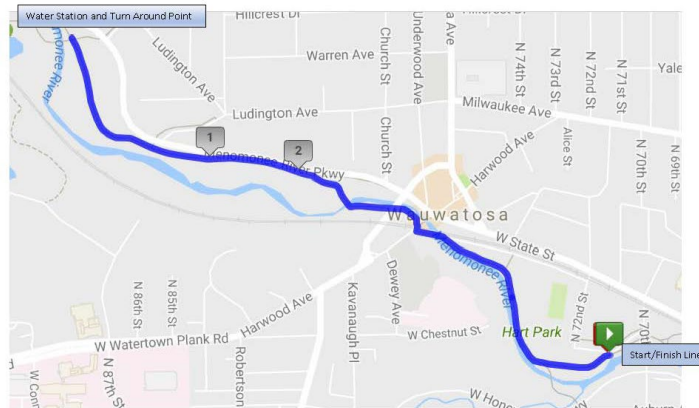 Water Station and Turn Around Point
Hillcrest Dr
Menomonee River
Ludington Ave
Warren Ave
Church St
Underwood Ave
a Ave
N 74th St
N 73rd St
N 72nd St
N 71st St
Yale
Ludington Ave
Milwaukee Ave
1
2
Menomonee River Pkwy
Church St
Harwood Ave
Alice St
N 70th St
N 69th St
Wauwatosa
W State St
Menomonee River
Dewey Ave
N 86th St
N 85th St
Harwood Ave
Kavanaugh Pl
W Watertown Plank Rd
W Chestnut St
Hart Park
N 72nd St
N 70th
Start/Finish Line
Robertson
N 87th St
W Conn
W Hono